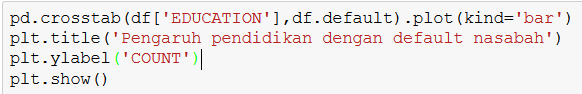 pd.crosstab(df['EDUCATION'],df.default).plot(kind='bar')
plt.title('Pengaruh pendidikan dengan default nasabah')
plt.ylabel('COUNT')
plt.show()